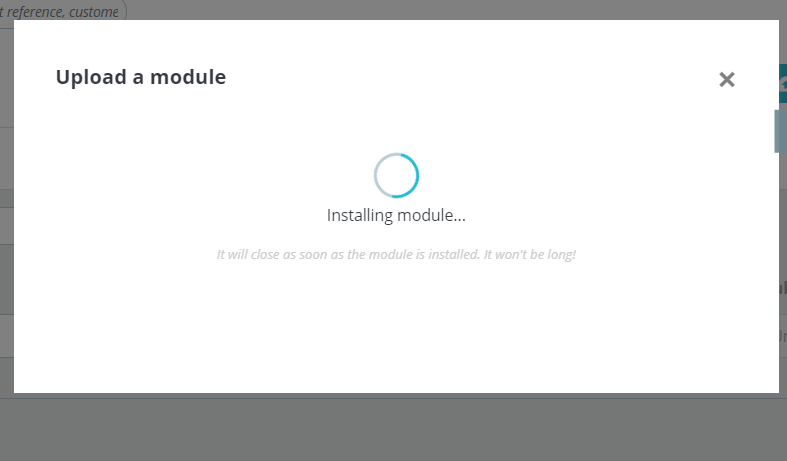 t reference, custome
Upload a module
Installing module...
It will close as soon as the module is installed. It won't be long!